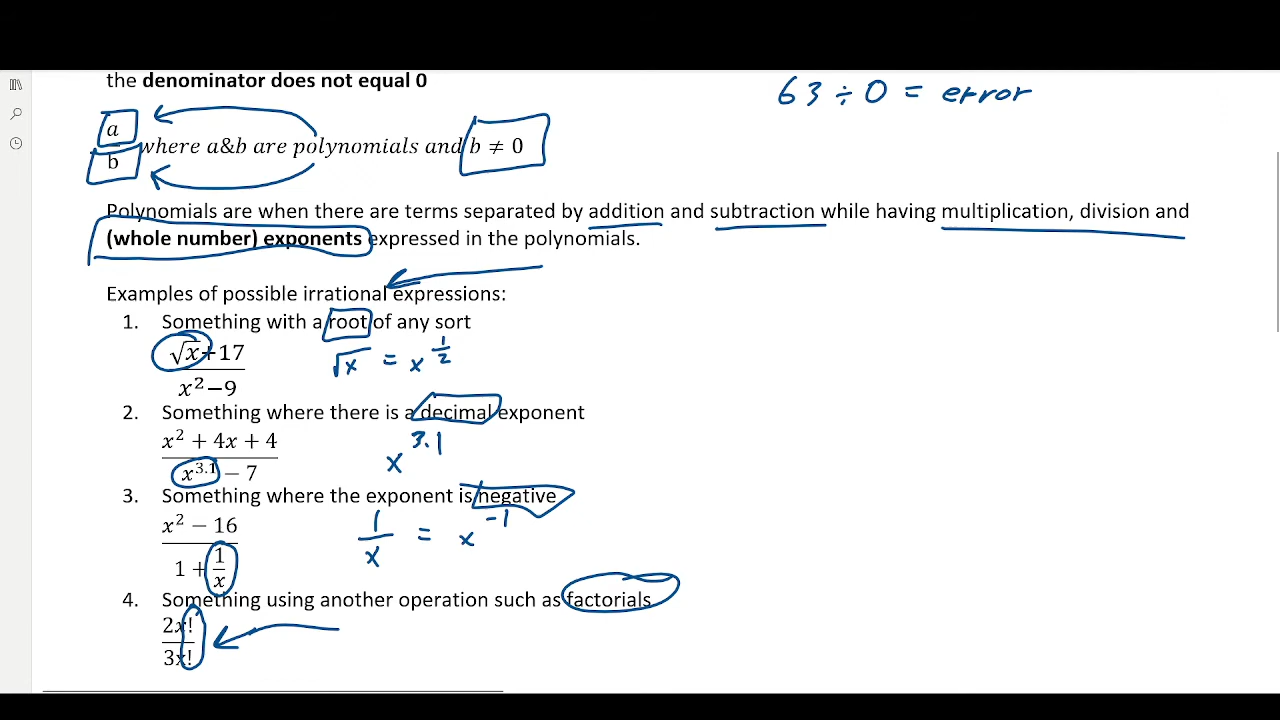 the denominator does not equal 0
63 ÷ 0 = error
a/b where a&b are polynomials and b ≠ 0
Polynomials are when there are terms separated by addition and subtraction while having multiplication, division and
(whole number) exponents expressed in the polynomials.
Examples of possible irrational expressions:
1. Something with a root of any sort
(√x+17)/(x²−9) √x = x^(1/2)
2. Something where there is a decimal exponent
(x² + 4x + 4)/(x^3.1 − 7) x^3.1
3. Something where the exponent is negative
(x² − 16)/(1 + 1/x) 1/x = x^-1
4. Something using another operation such as factorials
2x!/3x!